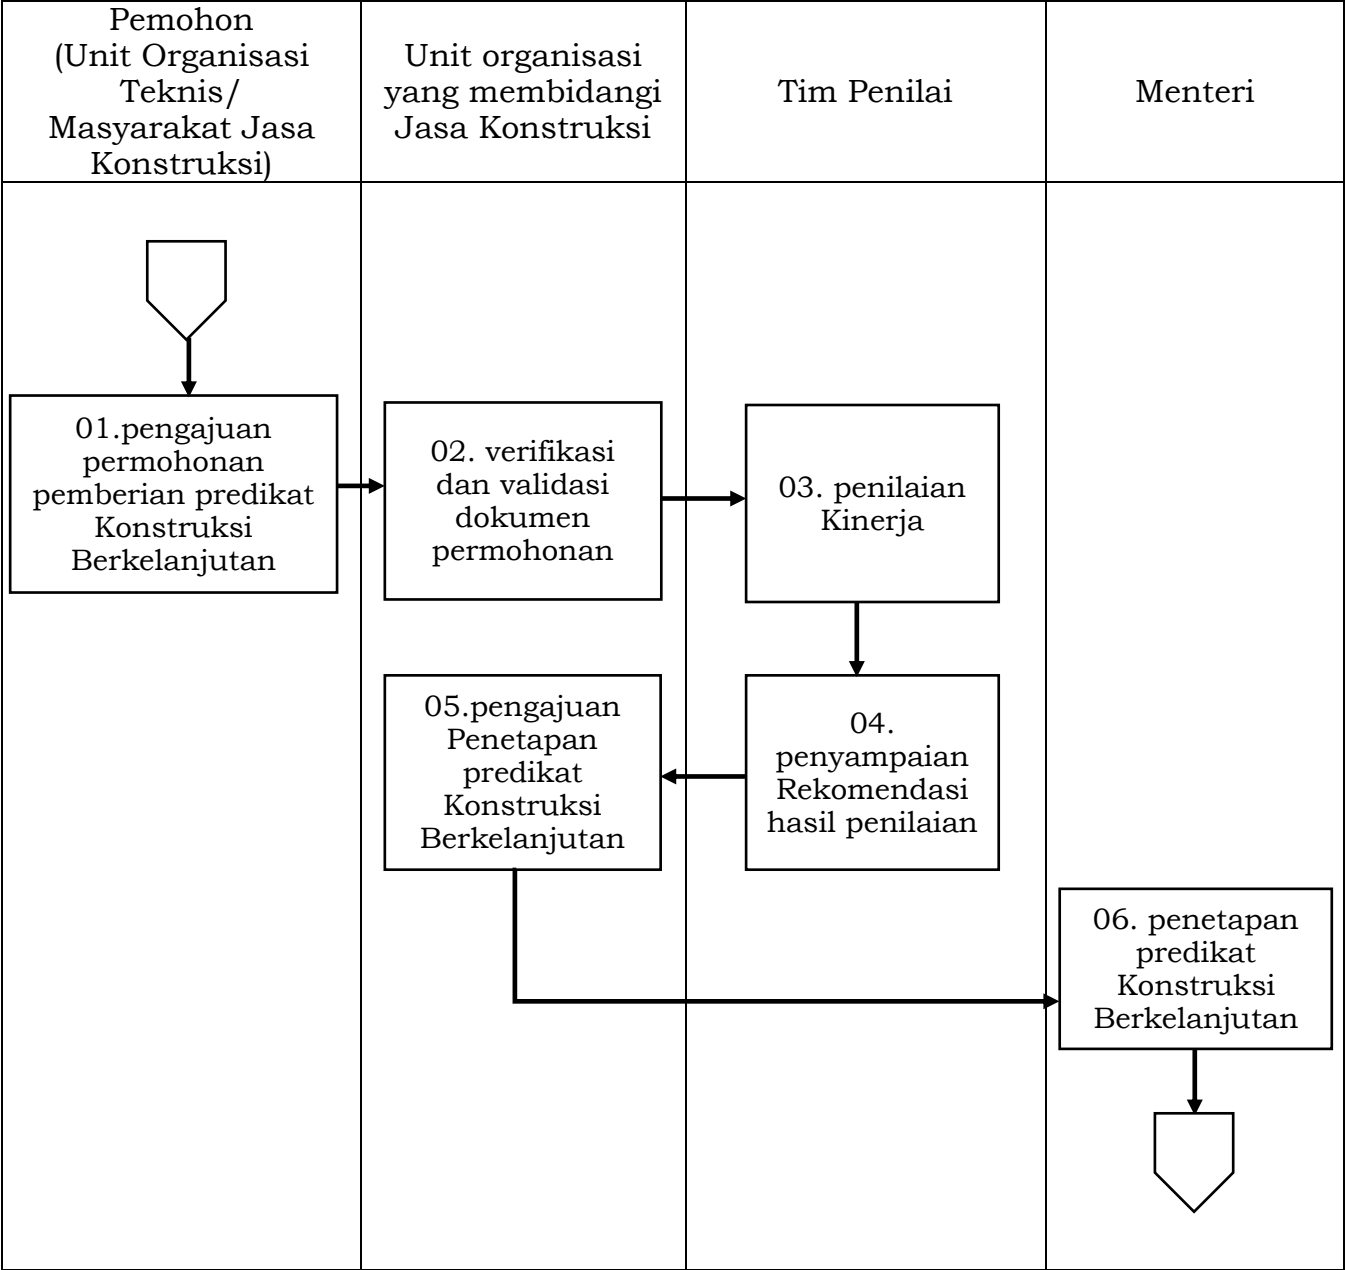 Pemohon
(Unit Organisasi
Teknis/
Masyarakat Jasa
Konstruksi)
Unit organisasi
yang membidangi
Jasa Konstruksi
Tim Penilai
Menteri
01.pengajuan
permohonan
pemberian predikat
Konstruksi
Berkelanjutan
02. verifikasi
dan validasi
dokumen
permohonan
03. penilaian
Kinerja
04.
penyampaian
Rekomendasi
hasil penilaian
05.pengajuan
Penetapan
predikat
Konstruksi
Berkelanjutan
06. penetapan
predikat
Konstruksi
Berkelanjutan